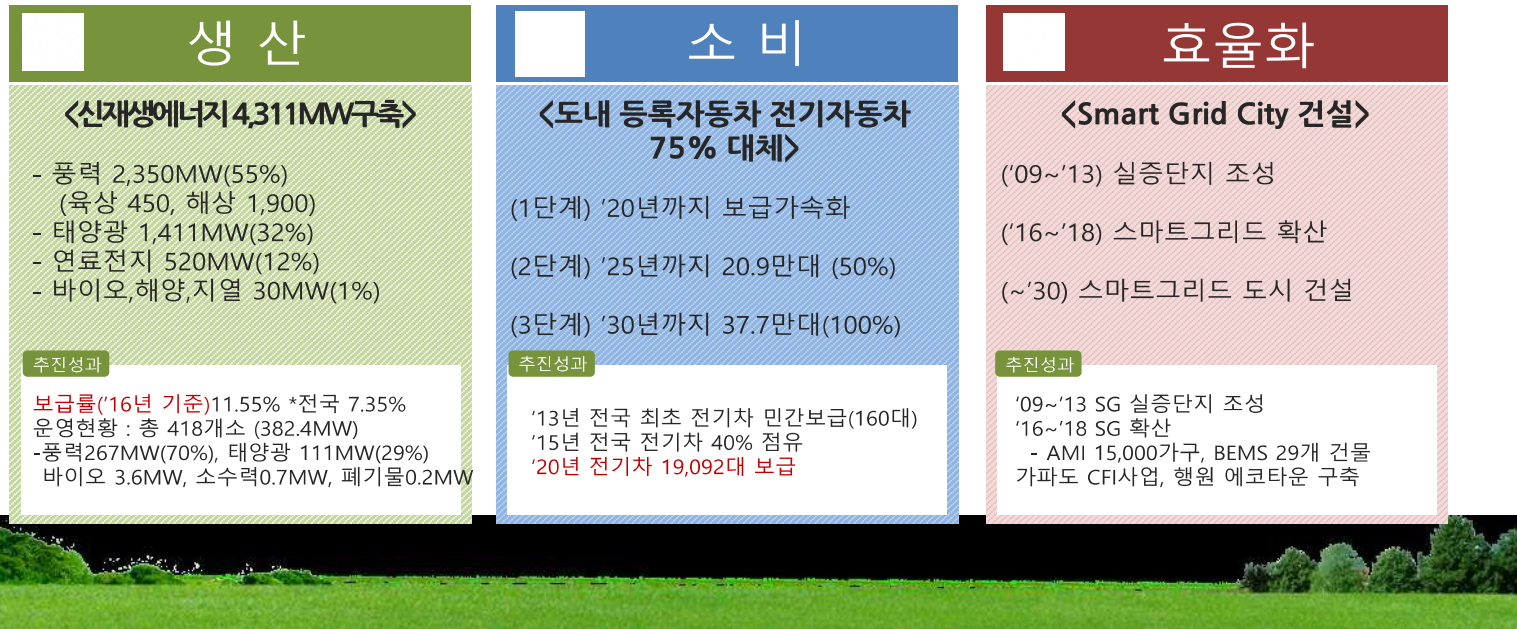 생 산
<신재생에너지 4,311MW구축>
- 풍력 2,350MW(55%)
(육상 450, 해상 1,900)
- 태양광 1,411MW(32%)
- 연료전지 520MW(12%)
- 바이오,해양,지열 30MW(1%)
추진성과
보급률('16년 기준)11.55% *전국 7.35%
운영현황 : 총 418개소 (382.4MW)
-풍력267MW(70%), 태양광 111MW(29%)
바이오 3.6MW, 소수력0.7MW, 폐기물0.2MW
소 비
<도내 등록자동차 전기자동차
75% 대체>
(1단계) ’20년까지 보급가속화
(2단계) ’25년까지 20.9만대 (50%)
(3단계) ’30년까지 37.7만대(100%)
추진성과
‘13년 전국 최초 전기차 민간보급(160대)
‘15년 전국 전기차 40% 점유
‘20년 전기차 19,092대 보급
효율화
<Smart Grid City 건설>
(‘09~’13) 실증단지 조성
(‘16~’18) 스마트그리드 확산
(~’30) 스마트그리드 도시 건설
추진성과
‘09~’13 SG 실증단지 조성
‘16~’18 SG 확산
- AMI 15,000가구, BEMS 29개 건물
가파도 CFI사업, 행원 에코타운 구축